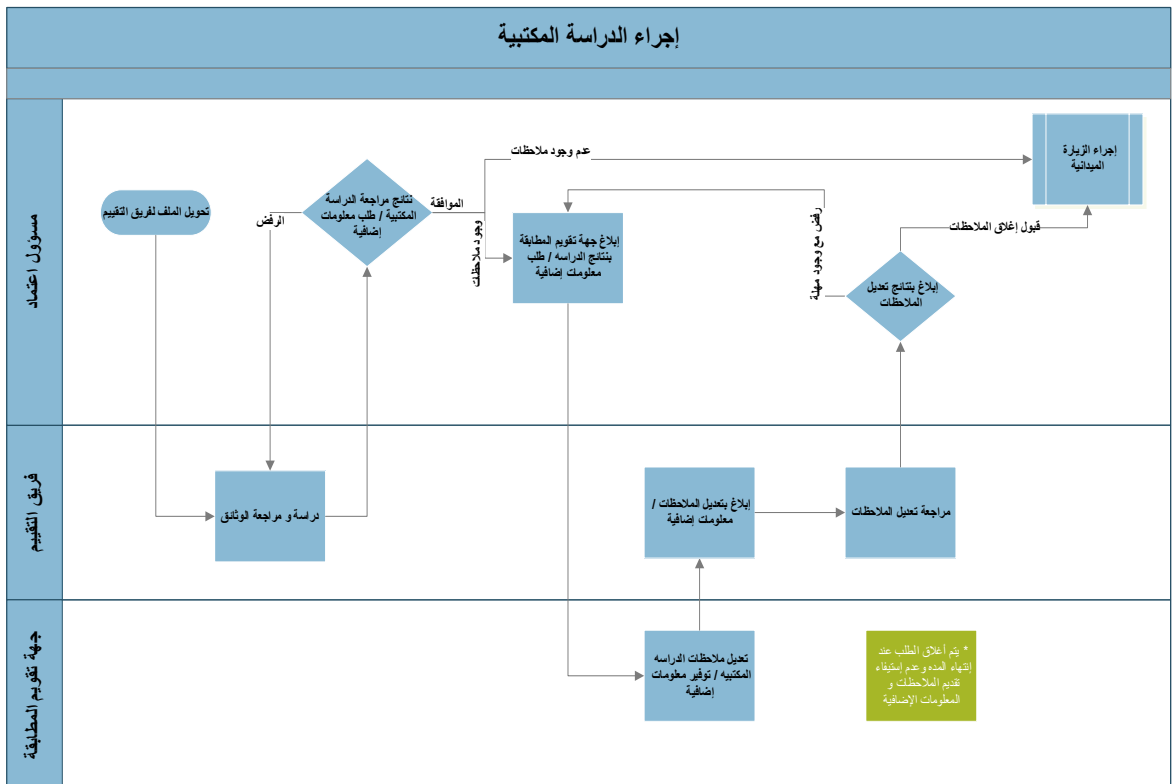 إجراء الدراسة المكتبية
مسؤول اعتماد
تحويل الملف لفريق التقييم
نتائج مراجعة الدراسة
المكتبية / طلب معلومات
إضافية
الرفض
الموافقة
عدم وجود ملاحظات
وجود ملاحظات
إبلاغ جهة تقويم المطابقة
بنتائج الدراسه / طلب
معلومات إضافية
رفض مع وجود مهلة
إبلاغ بنتائج تعديل
الملاحظات
قبول إغلاق الملاحظات
إجراء الزيارة
الميدانية
فريق التقييم
دراسة و مراجعة الوثائق
إبلاغ بتعديل الملاحظات /
معلومات إضافية
مراجعة تعديل الملاحظات
جهة تقويم المطابقة
تعديل ملاحظات الدراسه
المكتبيه / توفير معلومات
إضافية
* يتم أغلاق الطلب عند
إنتهاء المده وعدم إستيفاء
تقديم الملاحظات و
المعلومات الإضافية